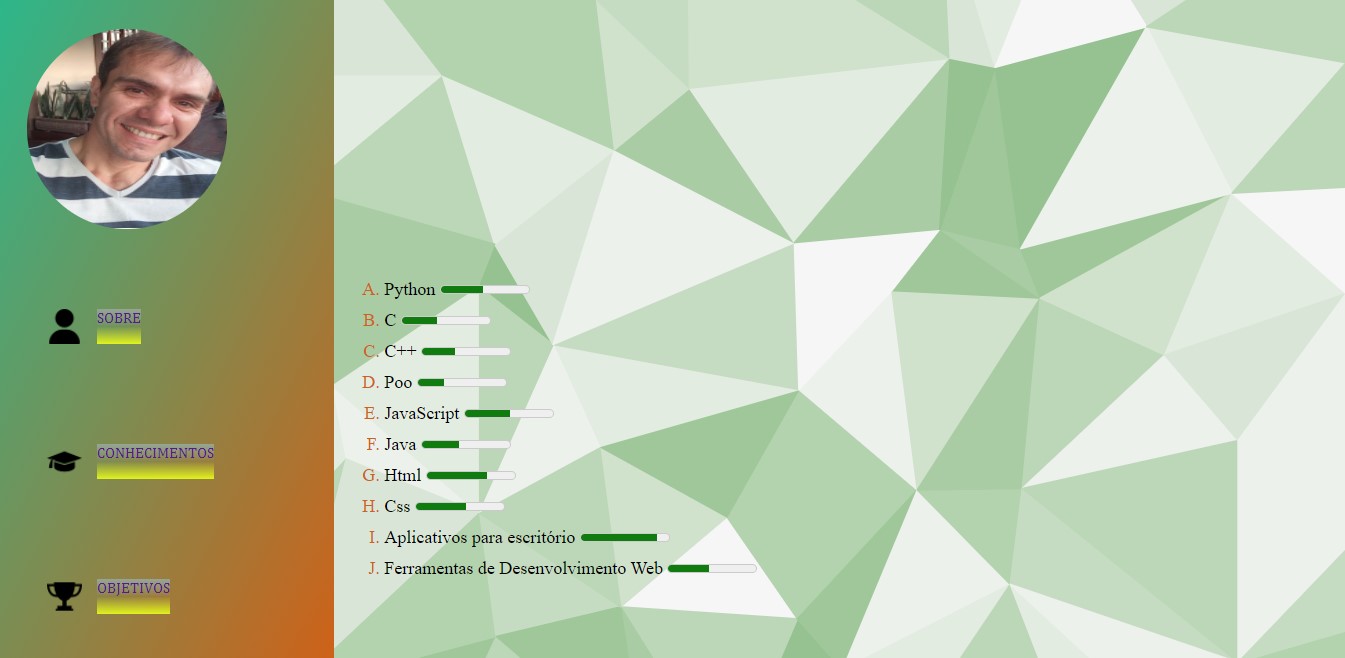 SOBRE
CONHECIMENTOS
OBJETIVOS
A. Python
B. C
C. C++
D. Poo
E. JavaScript
F. Java
G. Html
H. Css
I. Aplicativos para escritório
J. Ferramentas de Desenvolvimento Web